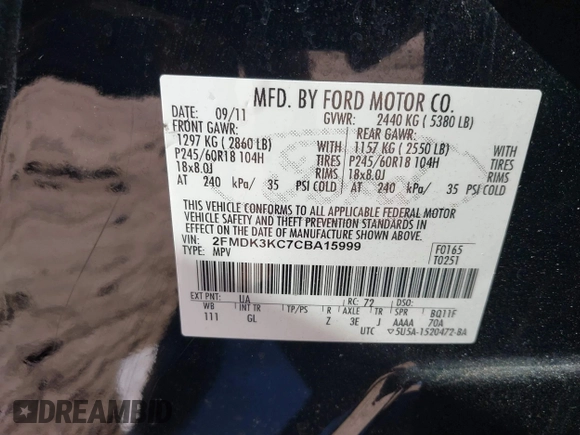 MFD. BY FORD MOTOR CO.
DATE: 09/11 GVWR: 2440 KG ( 5380 LB)
FRONT GAWR: REAR GAWR:
1297 KG ( 2860 LB) 1157 KG ( 2550 LB)
P245/60R18 104H TIRES P245/60R18 104H
18x8.0J RIMS 18x8.0J
AT 240 kPa/ 35 PSI COLD AT 240 kPa/ 35 PSI COLD
THIS VEHICLE CONFORMS TO ALL APPLICABLE FEDERAL MOTOR
VEHICLE SAFETY AND THEFT PREVENTION STANDARDS IN
EFFECT ON THE DATE OF MANUFACTURE SHOWN ABOVE.
VIN: 2FMDK3KC7CBA15999 F0165
TYPE: MPV T0251
EXT PNT: UA RC: 72 DSO:
WB INT TR TP/PS R AXLE TR SPR BQ11F
111 GL Z 3E J AAAA 70A
UTC 5U5A-1520472-BA
DREAMBID